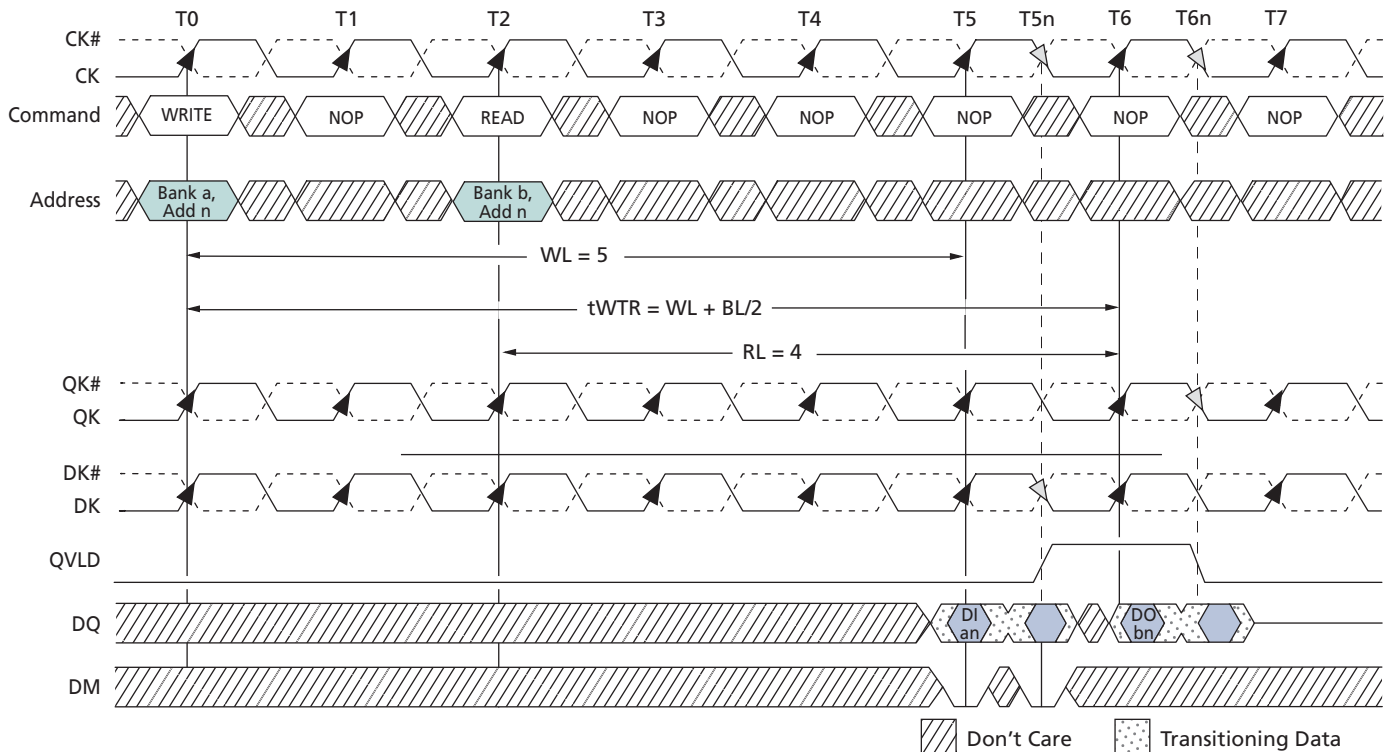 T0 T1 T2 T3 T4 T5 T5n T6 T6n T7
CK#
CK
Command WRITE NOP READ NOP NOP NOP NOP NOP
Address Bank a, Add n Bank b, Add n
WL = 5
tWTR = WL + BL/2
RL = 4
QK#
QK
DK#
DK
QVLD
DQ DI an DO bn
DM
Don't Care Transitioning Data